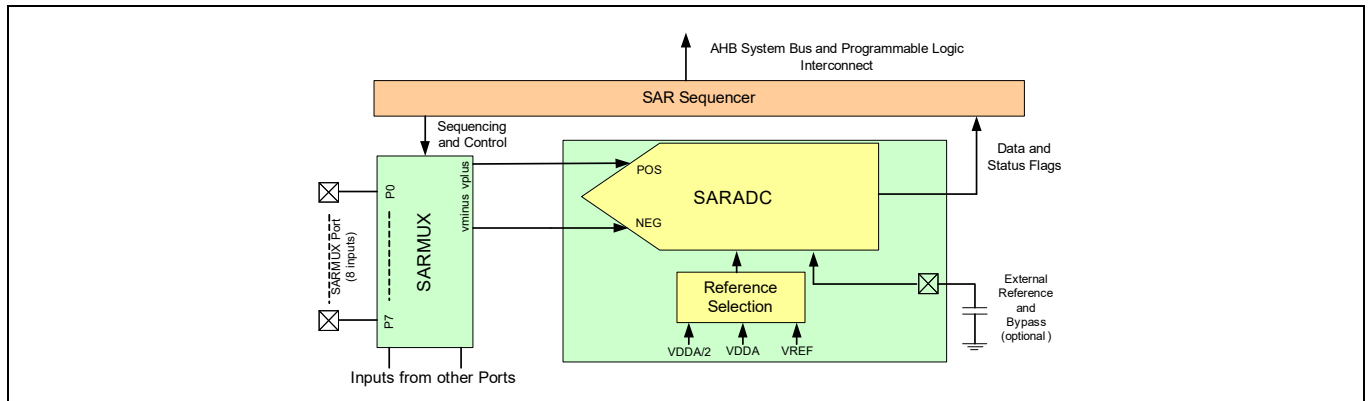 AHB System Bus and Programmable Logic
Interconnect
SAR Sequencer
Sequencing
and Control
Data and
Status Flags
vminus vplus
POS
P0
SARADC
SARMUX
SARMUX Port
(8 inputs)
NEG
P7
Reference
Selection
External
Reference
and
Bypass
(optional )
VDDA/2
VDDA
VREF
Inputs from other Ports